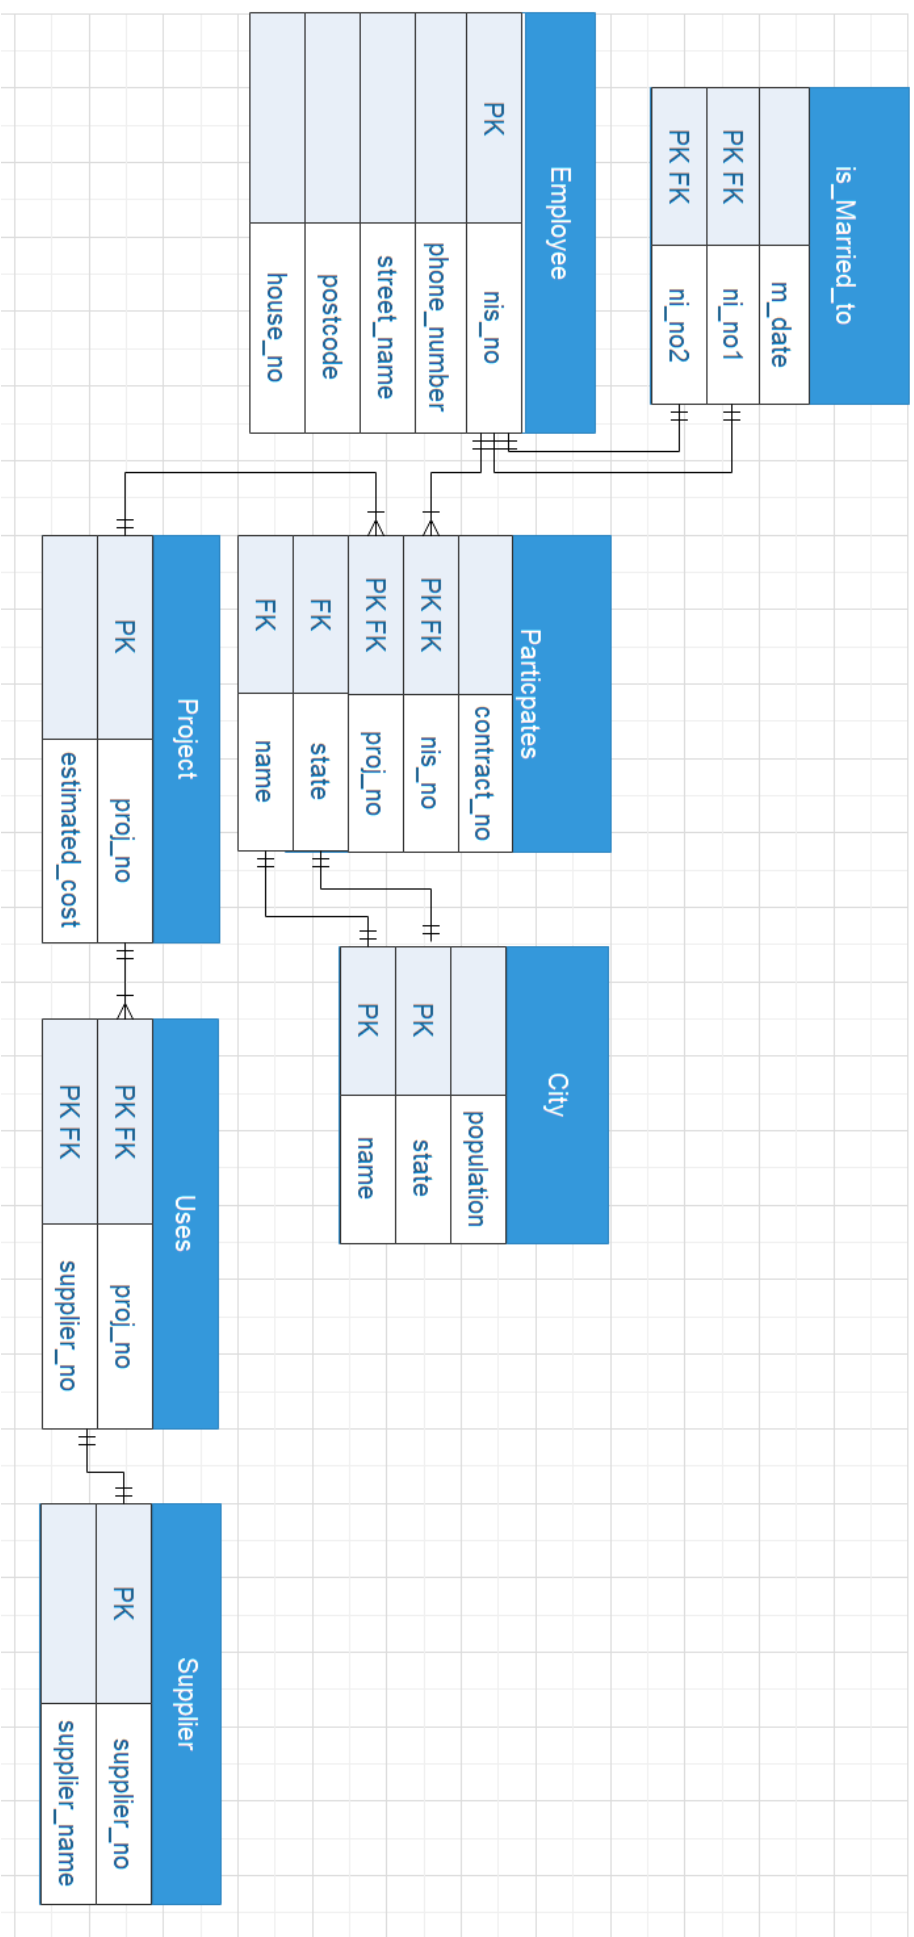 is_Married_to
m_date
PK FK ni_no1
PK FK ni_no2
Employee
PK nis_no
phone_number
street_name
postcode
house_no
Particpates
contract_no
PK FK nis_no
PK FK proj_no
FK state
FK name
Project
PK proj_no
estimated_cost
City
population
PK state
PK name
Uses
PK FK proj_no
PK FK supplier_no
Supplier
PK supplier_no
supplier_name